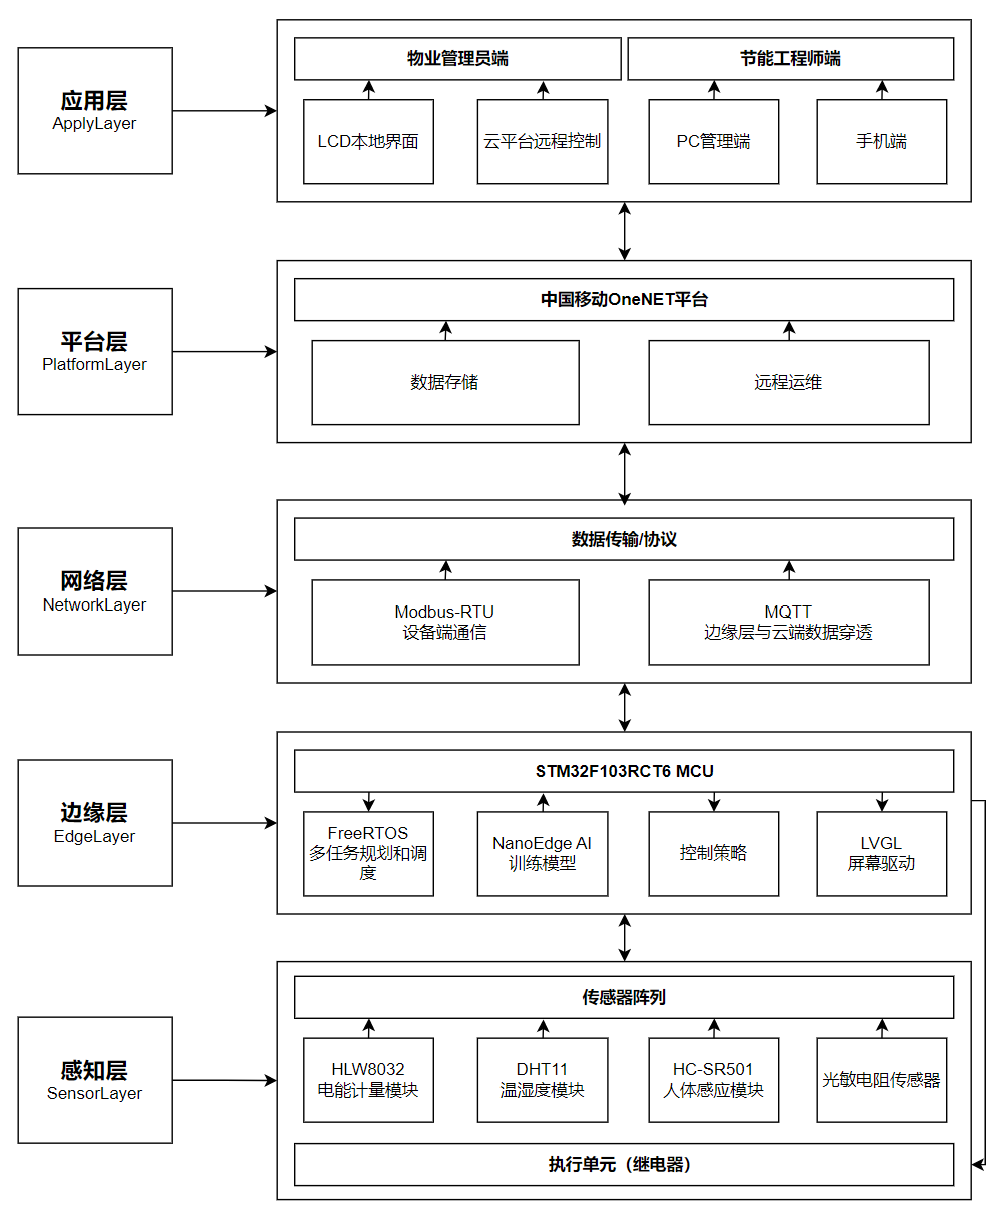 应用层
ApplyLayer
物业管理员端
节能工程师端
LCD本地界面
云平台远程控制
PC管理端
手机端
平台层
PlatformLayer
中国移动OneNET平台
数据存储
远程运维
网络层
NetworkLayer
数据传输/协议
Modbus-RTU
设备端通信
MQTT
边缘层与云端数据穿透
边缘层
EdgeLayer
STM32F103RCT6 MCU
FreeRTOS
多任务规划和调
度
NanoEdge AI
训练模型
控制策略
LVGL
屏幕驱动
感知层
SensorLayer
传感器阵列
HLW8032
电能计量模块
DHT11
温湿度模块
HC-SR501
人体感应模块
光敏电阻传感器
执行单元（继电器）